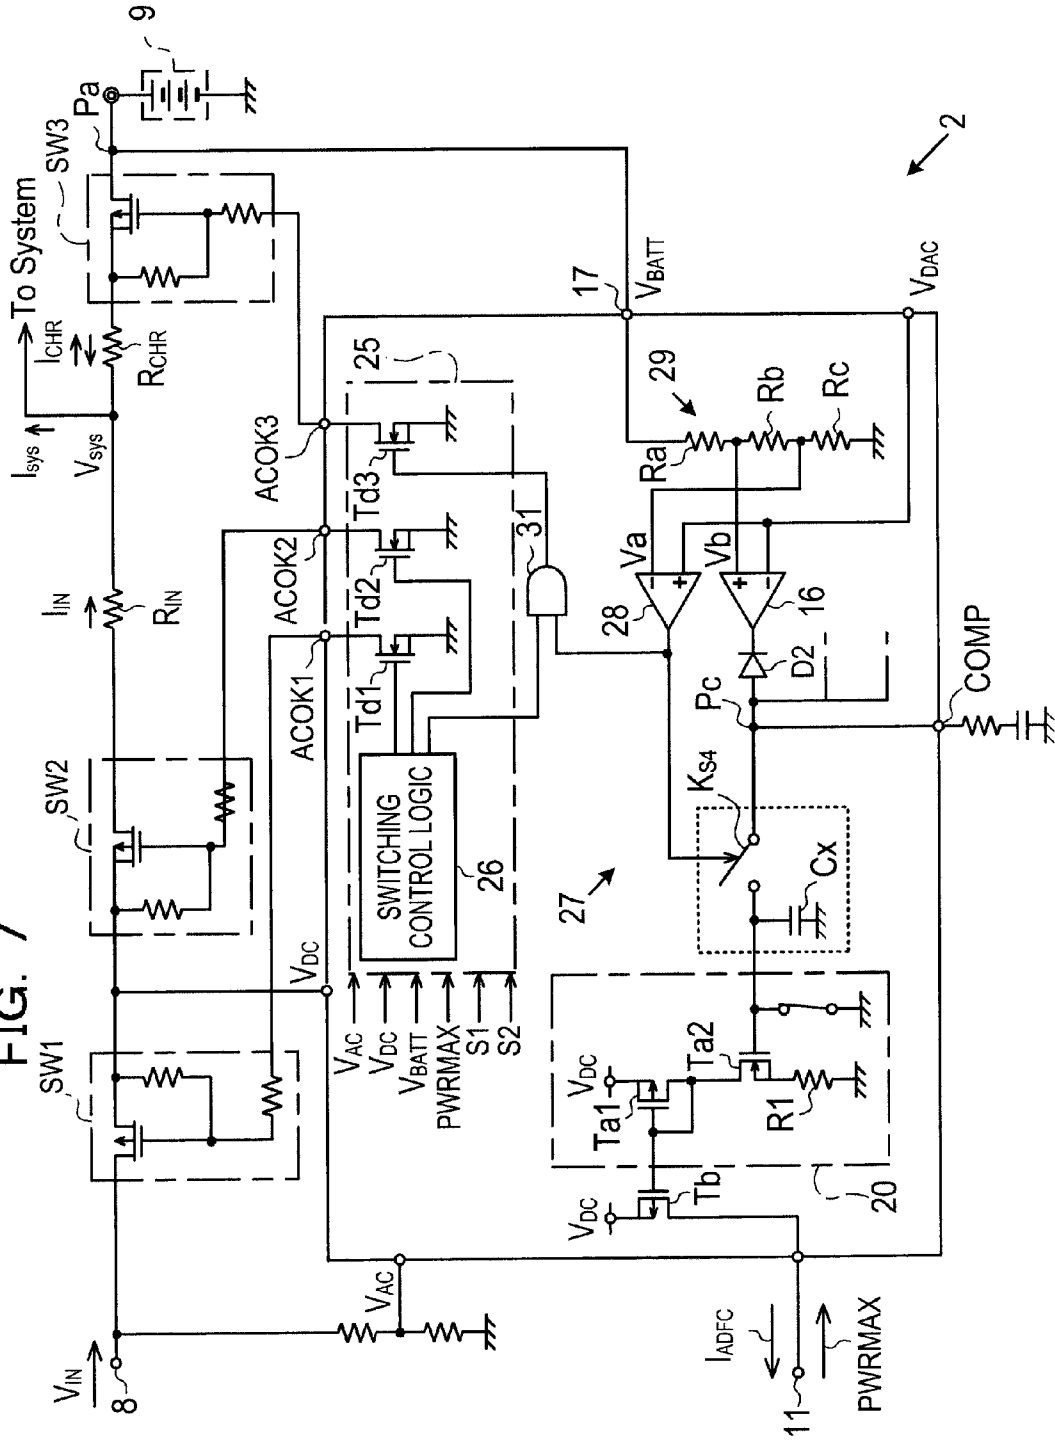 FIG. 7
9
Pa
SW3
To System
ICHR
RCHR
Isys
Vsys
IIN
RIN
SW2
SW1
VDC
VIN
8
VAC
ACOK1
ACOK2
ACOK3
25
Td1
Td2
Td3
SWITCHING
CONTROL LOGIC
26
VAC
VDC
VBATT
PWRMAX
S1
S2
31
17
VBATT
VDAC
2
29
Ra
Rb
Rc
Va
Vb
28
16
+
−
+
−
D2
Pc
COMP
KS4
Cx
27
VDC
Ta1
Ta2
R1
20
VDC
Tb
IADFC
PWRMAX
11